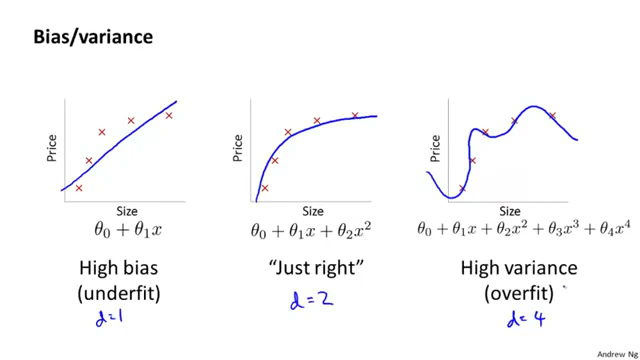 Bias/variance
Price
Size
θ₀ + θ₁x
High bias
(underfit)
d=1
Price
Size
θ₀ + θ₁x + θ₂x²
“Just right”
d=2
Price
Size
θ₀ + θ₁x + θ₂x² + θ₃x³ + θ₄x⁴
High variance
(overfit)
d=4
Andrew Ng